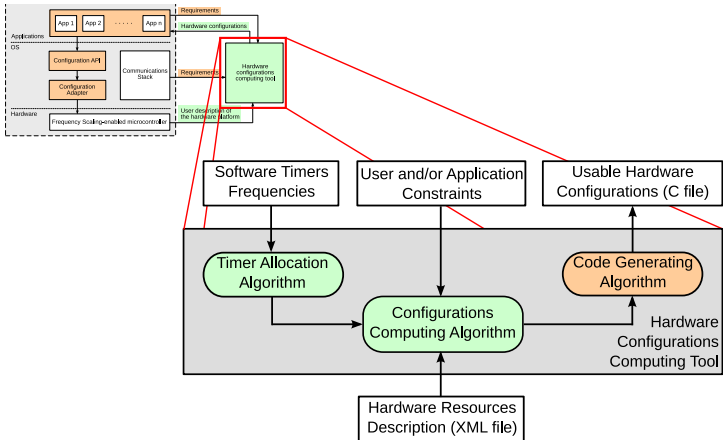 App 1
App 2
. . . . .
App n
Applications
OS
Configuration API
Configuration
Adapter
Communications
Stack
Hardware
Frequency Scaling-enabled microcontroller
Requirements
Hardware configurations
Requirements
User description of
the hardware platform
Hardware
configurations
computing tool
Software Timers
Frequencies
User and/or Application
Constraints
Usable Hardware
Configurations (C file)
Timer Allocation
Algorithm
Code Generating
Algorithm
Configurations
Computing Algorithm
Hardware
Configurations
Computing Tool
Hardware Resources
Description (XML file)